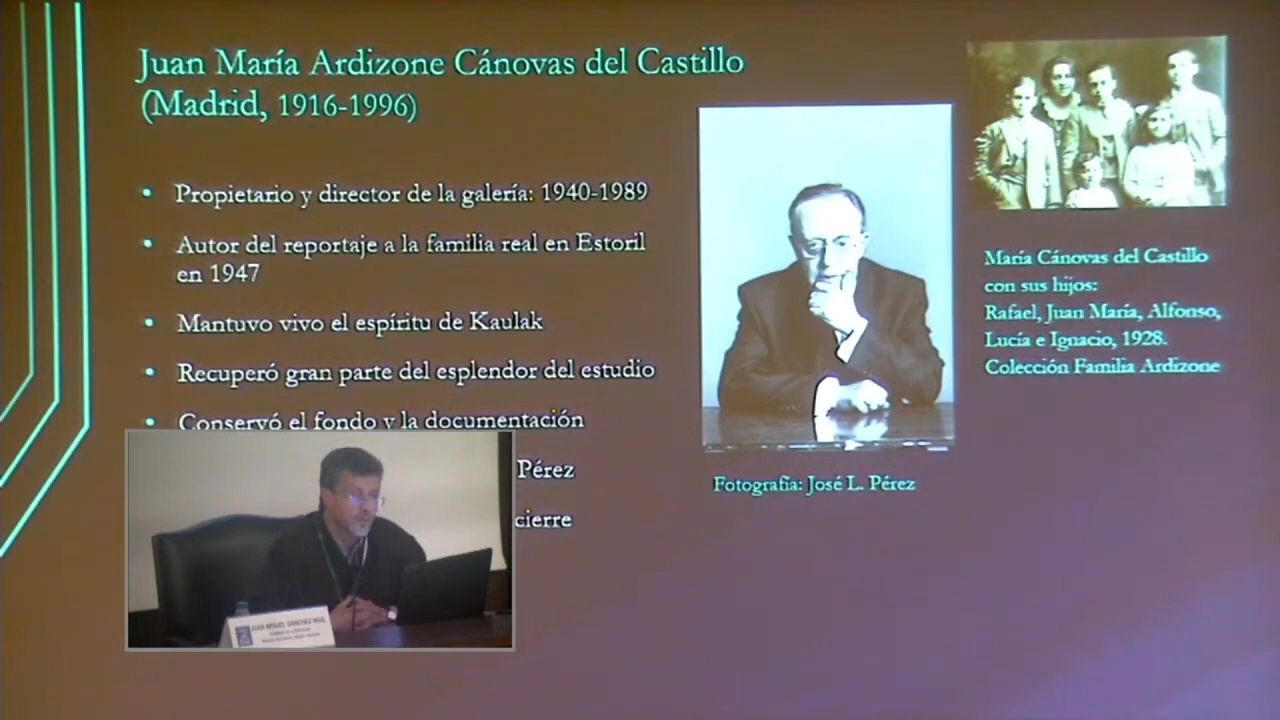 Juan María Ardizone Cánovas del Castillo
(Madrid, 1916-1996)
• Propietario y director de la galería: 1940-1989
• Autor del reportaje a la familia real en Estoril
en 1947
• Mantuvo vivo el espíritu de Kaulak
• Recuperó gran parte del esplendor del estudio
• Conservó el fondo y la documentación
Pérez
cierre
Fotografía: José L. Pérez
María Cánovas del Castillo
con sus hijos:
Rafael, Juan María, Alfonso,
Lucía e Ignacio, 1928.
Colección Familia Ardizone
JUAN MIGUEL SÁNCHEZ